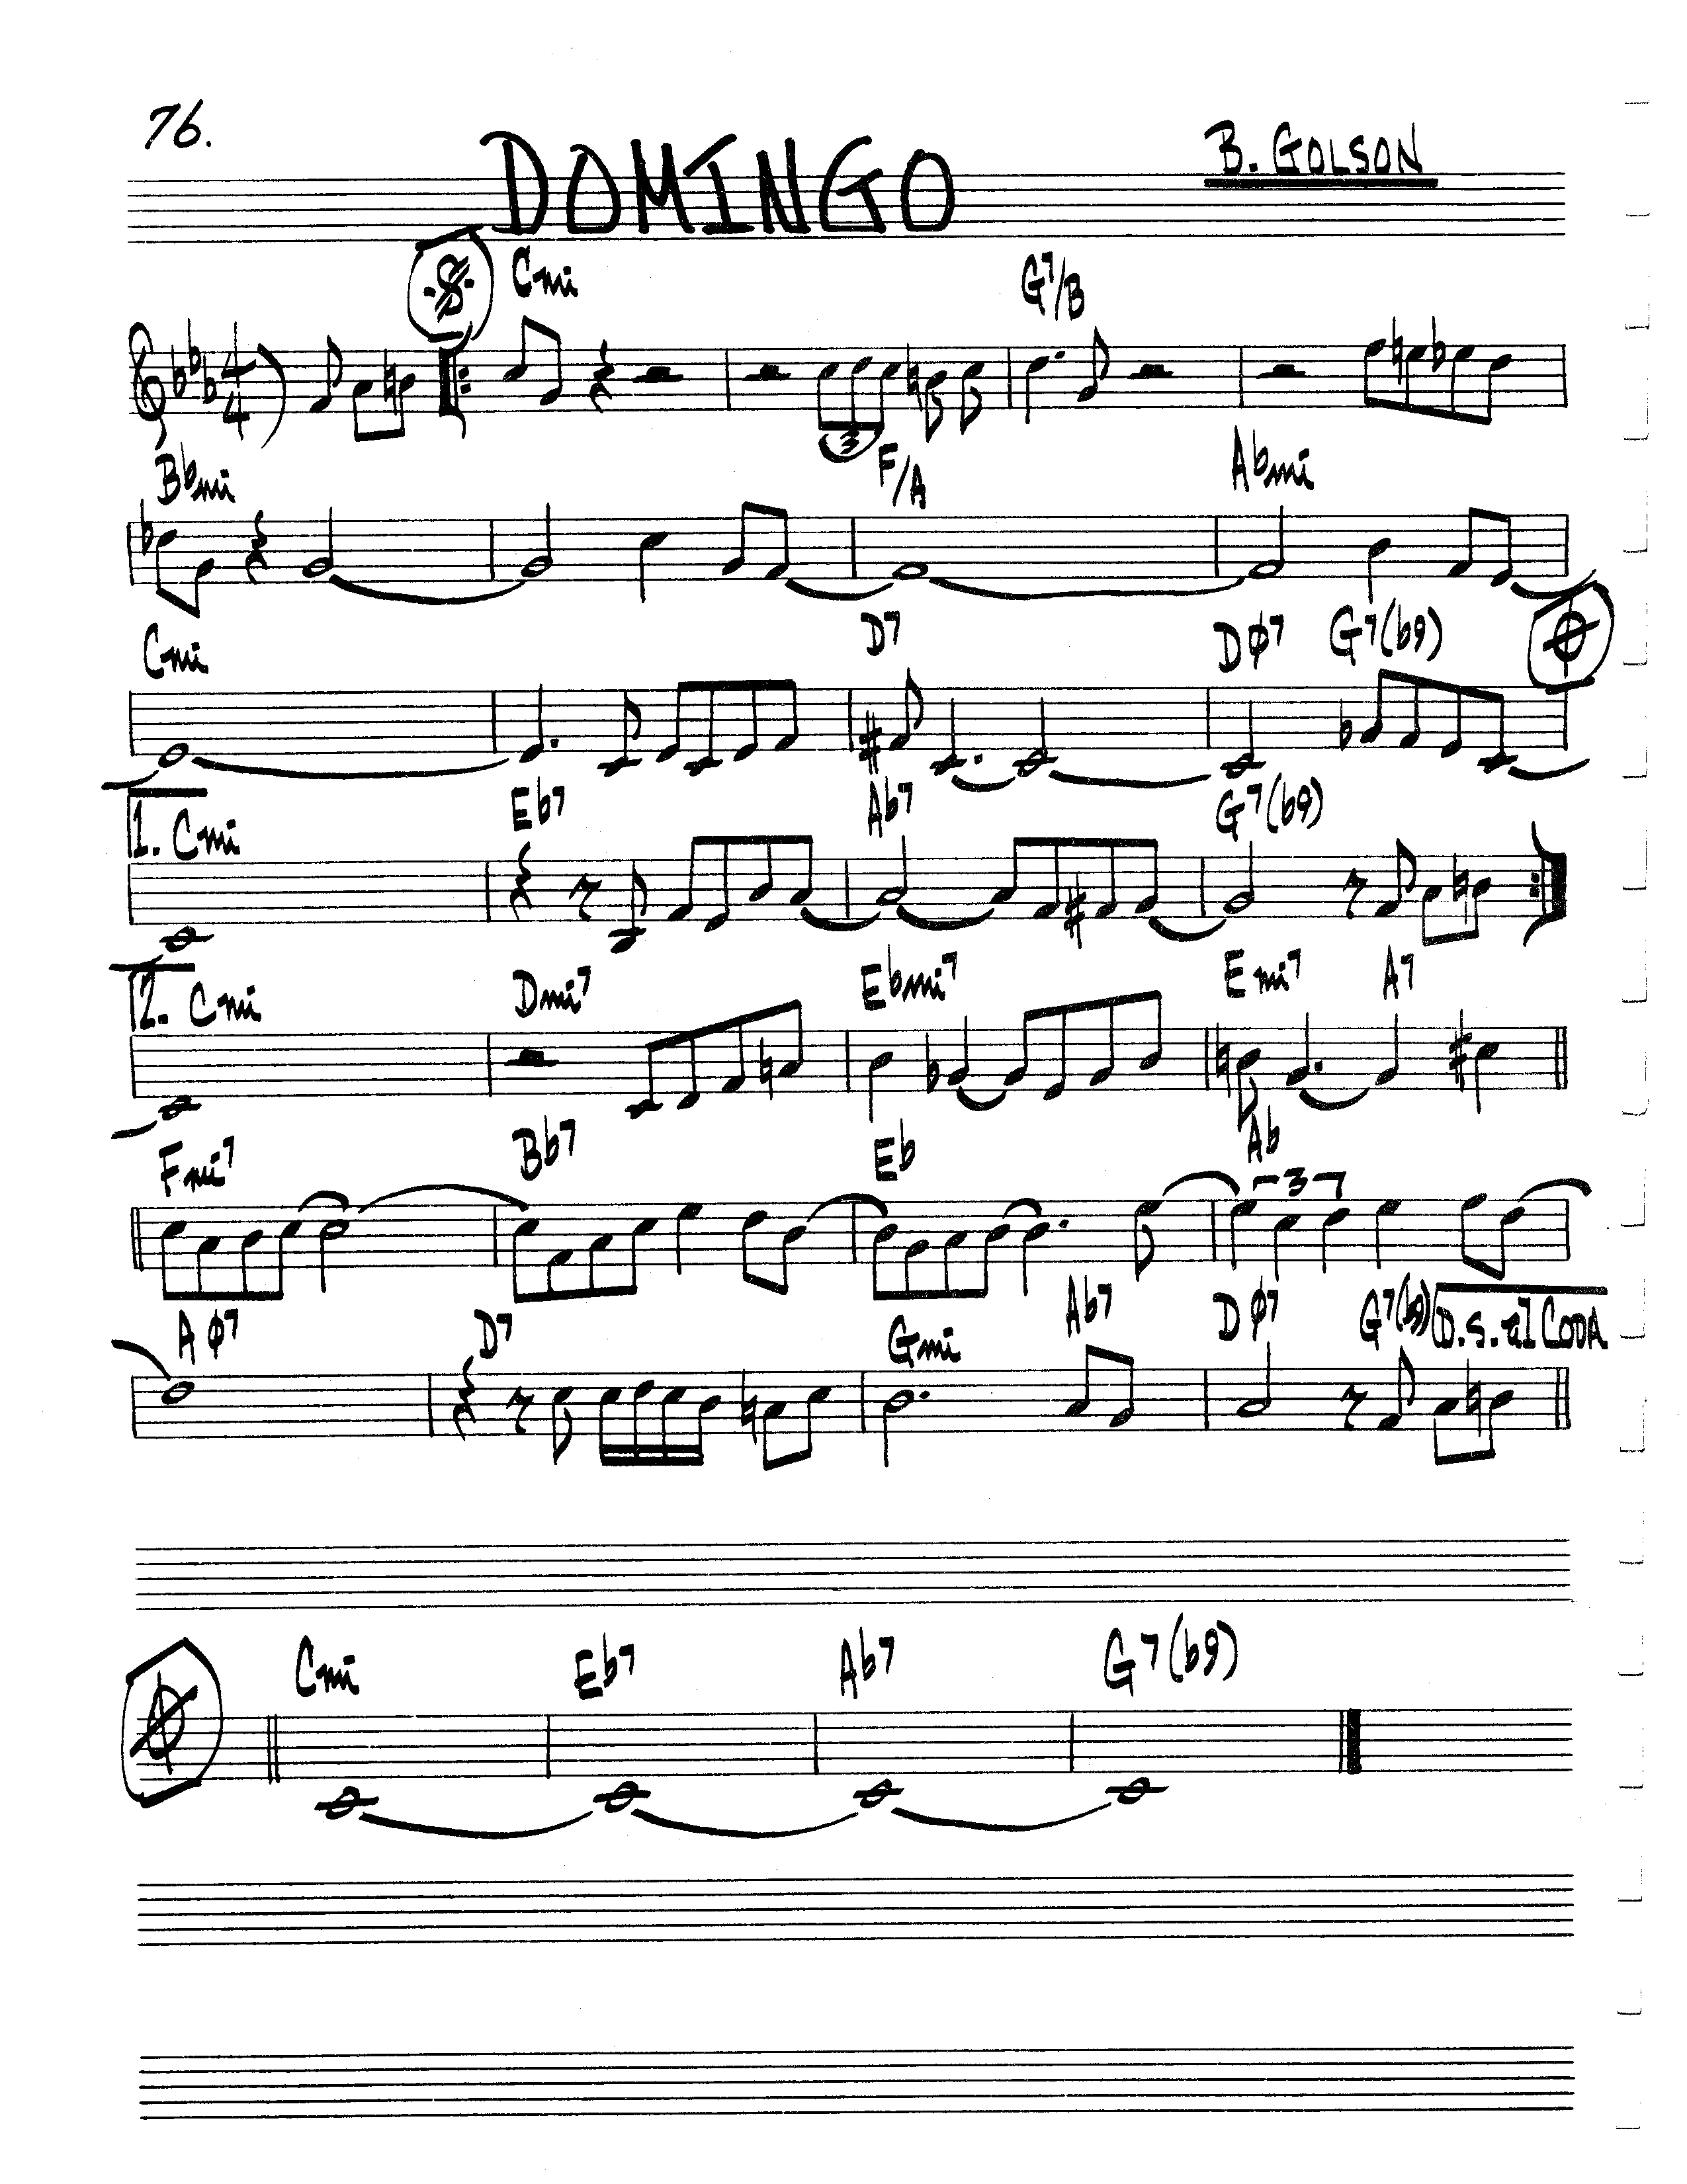 76.
DOMINGO
B. GOLSON
Cmi G7/B
4/4
3
Bbmi F/A Abmi
Cmi D7 DØ7 G7(b9)
1. Cmi Eb7 Ab7 G7(b9)
2. Cmi Dmi7 Ebmi7 Emi7 A7
Fmi7 Bb7 Eb Ab
3
AØ7 D7 Gmi Ab7 DØ7 G7(b9) D.S. al CODA
Cmi Eb7 Ab7 G7(b9)